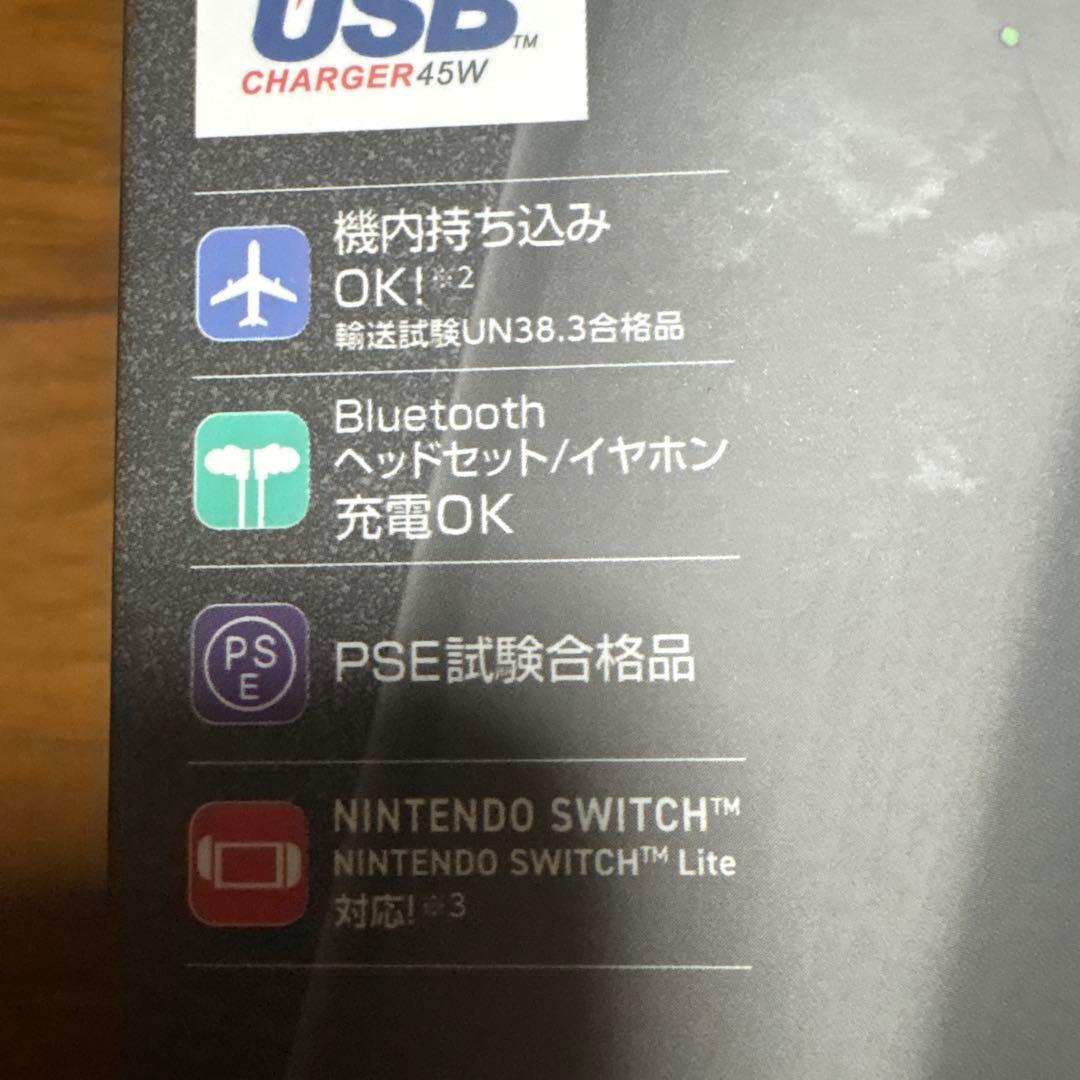 USB™
CHARGER45W
機内持ち込み
OK!※2
輸送試験UN38.3合格品
Bluetooth
ヘッドセット/イヤホン
充電OK
PS
E
PSE試験合格品
NINTENDO SWITCH™
NINTENDO SWITCH™ Lite
対応!※3